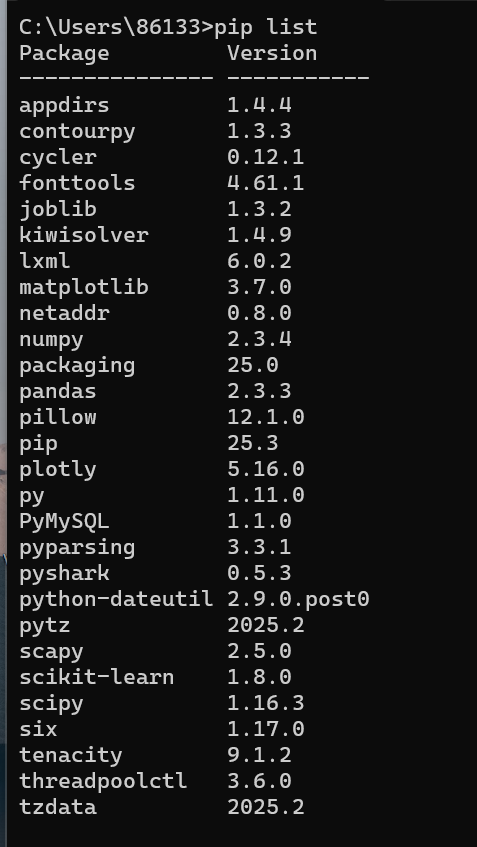 C:\Users\86133>pip list
Package         Version
--------------- -----------
appdirs         1.4.4
contourpy       1.3.3
cycler          0.12.1
fonttools       4.61.1
joblib          1.3.2
kiwisolver      1.4.9
lxml            6.0.2
matplotlib      3.7.0
netaddr         0.8.0
numpy           2.3.4
packaging       25.0
pandas          2.3.3
pillow          12.1.0
pip             25.3
plotly          5.16.0
py              1.11.0
PyMySQL         1.1.0
pyparsing       3.3.1
pyshark         0.5.3
python-dateutil 2.9.0.post0
pytz            2025.2
scapy           2.5.0
scikit-learn    1.8.0
scipy           1.16.3
six             1.17.0
tenacity        9.1.2
threadpoolctl   3.6.0
tzdata          2025.2